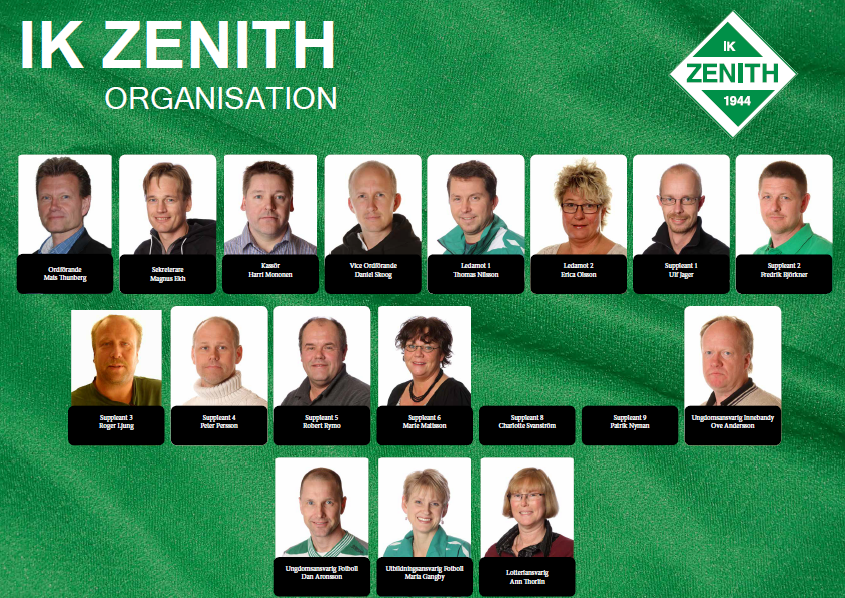 IK ZENITH
ORGANISATION
IK
ZENITH
1944
Ordförande
Mats Thunberg
Sekreterare
Magnus Ekh
Kassör
Harri Mononen
Vice Ordförande
Daniel Skoog
Ledamot 1
Thomas Nilsson
Ledamot 2
Erica Olsson
Suppleant 1
Ulf Jager
Suppleant 2
Fredrik Björkner
Suppleant 3
Roger Ljung
Suppleant 4
Peter Persson
Suppleant 5
Robert Rymo
Suppleant 6
Marie Matisson
Suppleant 8
Charlotte Svanström
Suppleant 9
Patrik Nyman
Ungdomsansvarig Innebandy
Ove Andersson
Ungdomsansvarig Fotboll
Dan Aronsson
Utbildningsansvarig Fotboll
Maria Gangby
Lotteriansvarig
Ann Thorlin